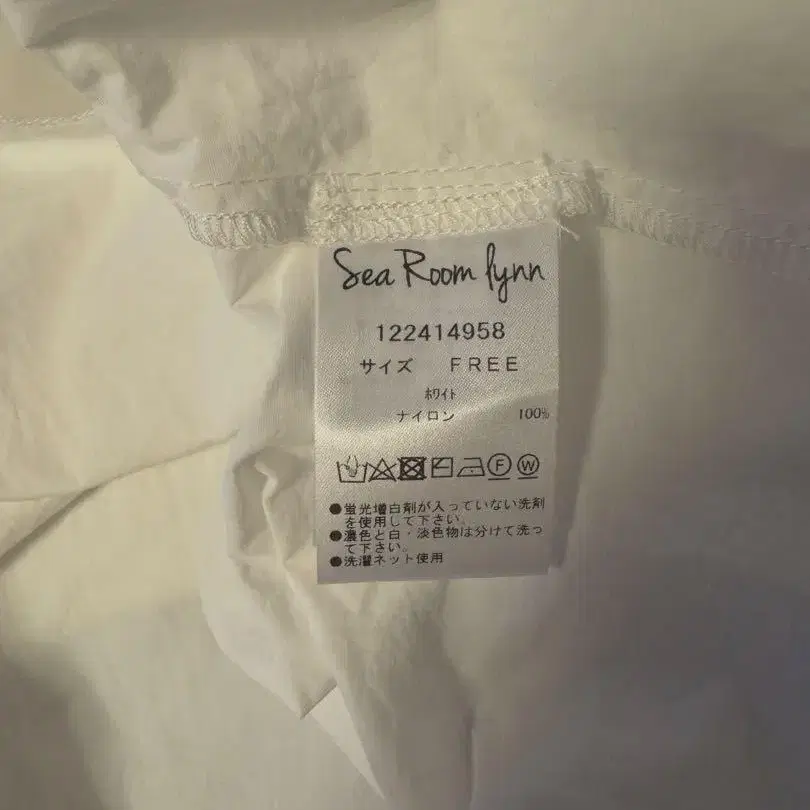 Sea Room lynn
122414958
サイズ FREE
ホワイト
ナイロン 100%
F W
●蛍光増白剤が入っていない洗剤
を使用して下さい。
●濃色と白・淡色物は分けて洗っ
て下さい。
●洗濯ネット使用